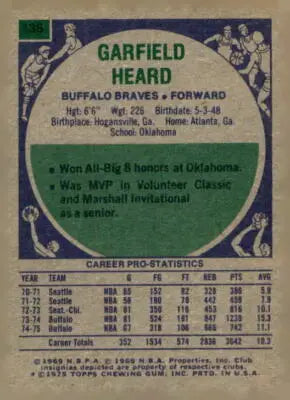 136
GARFIELD
HEARD
BUFFALO BRAVES • FORWARD
Hgt: 6'6" Wgt: 226 Birthdate: 5-3-48
Birthplace: Hogansville, Ga. Home: Atlanta, Ga.
School: Oklahoma
• Won All-Big 8 honors at Oklahoma.
• Was MVP in Volunteer Classic
and Marshall Invitational
as a senior.
CAREER PRO-STATISTICS
YEAR TEAM G FG FT REB PTS AVG
70-71 Seattle NBA 65 152 82 328 386 5.9
71-72 Seattle NBA 58 190 79 442 459 7.9
72-73 Seat.-Chi. NBA 81 350 116 453 816 10.1
73-74 Buffalo NBA 81 524 191 947 1239 15.3
74-75 Buffalo NBA 67 318 106 666 742 11.1
Career Totals 352 1534 574 2836 3642 10.3
© 1969 N.B.P.A. © 1969 N.B.A. Properties, Inc. Club
insignias depicted are property of respective clubs.
* © 1975 TOPPS CHEWING GUM, INC. PRTD. IN U.S.A.